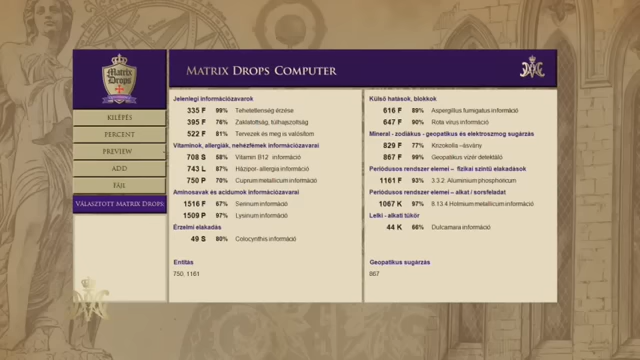 Matrix
Drops
MATRIX DROPS COMPUTER
KILÉPÉS
PERCENT
PREVIEW
ADD
FÁJL
VÁLASZTOTT MATRIX DROPS:
Jelenlegi információzavarok
335 F 99% Tehetetlenség érzése
395 F 76% Zaklatottság, túlhajszoltság
522 F 81% Tervezek és meg is valósítom
Vitaminok, allergiák, nehézfémek információzavarai
708 S 58% Vitamin B12 információ
743 L 87% Házipor-allergia információ
750 P 70% Cuprum metallicum információ
Aminosavak és acidumok információzavarai
1516 F 67% Serinum információ
1509 P 97% Lysinum információ
Érzelmi elakadás
49 S 80% Colocynthis információ
Entitás
750, 1161
Külső hatások, blokkok
616 F 89% Aspergillus fumigatus információ
647 F 90% Rota vírus információ
Mineral - zodiákus - geopatikus és elektroszmog sugárzás
829 F 77% Krizokolla - ásvány
867 F 99% Geopatikus vízér detektáló
Periódusos rendszer elemei – fizikai szintű elakadások
1161 F 93% 3.3.2. Aluminium phosphoricum
Periódusos rendszer elemei – alkat / sorsfeladat
1067 K 97% 8.13.4 Holmium metallicum információ
Lelki - alkati tükör
44 K 66% Dulcamara információ
Geopatikus sugárzás
867